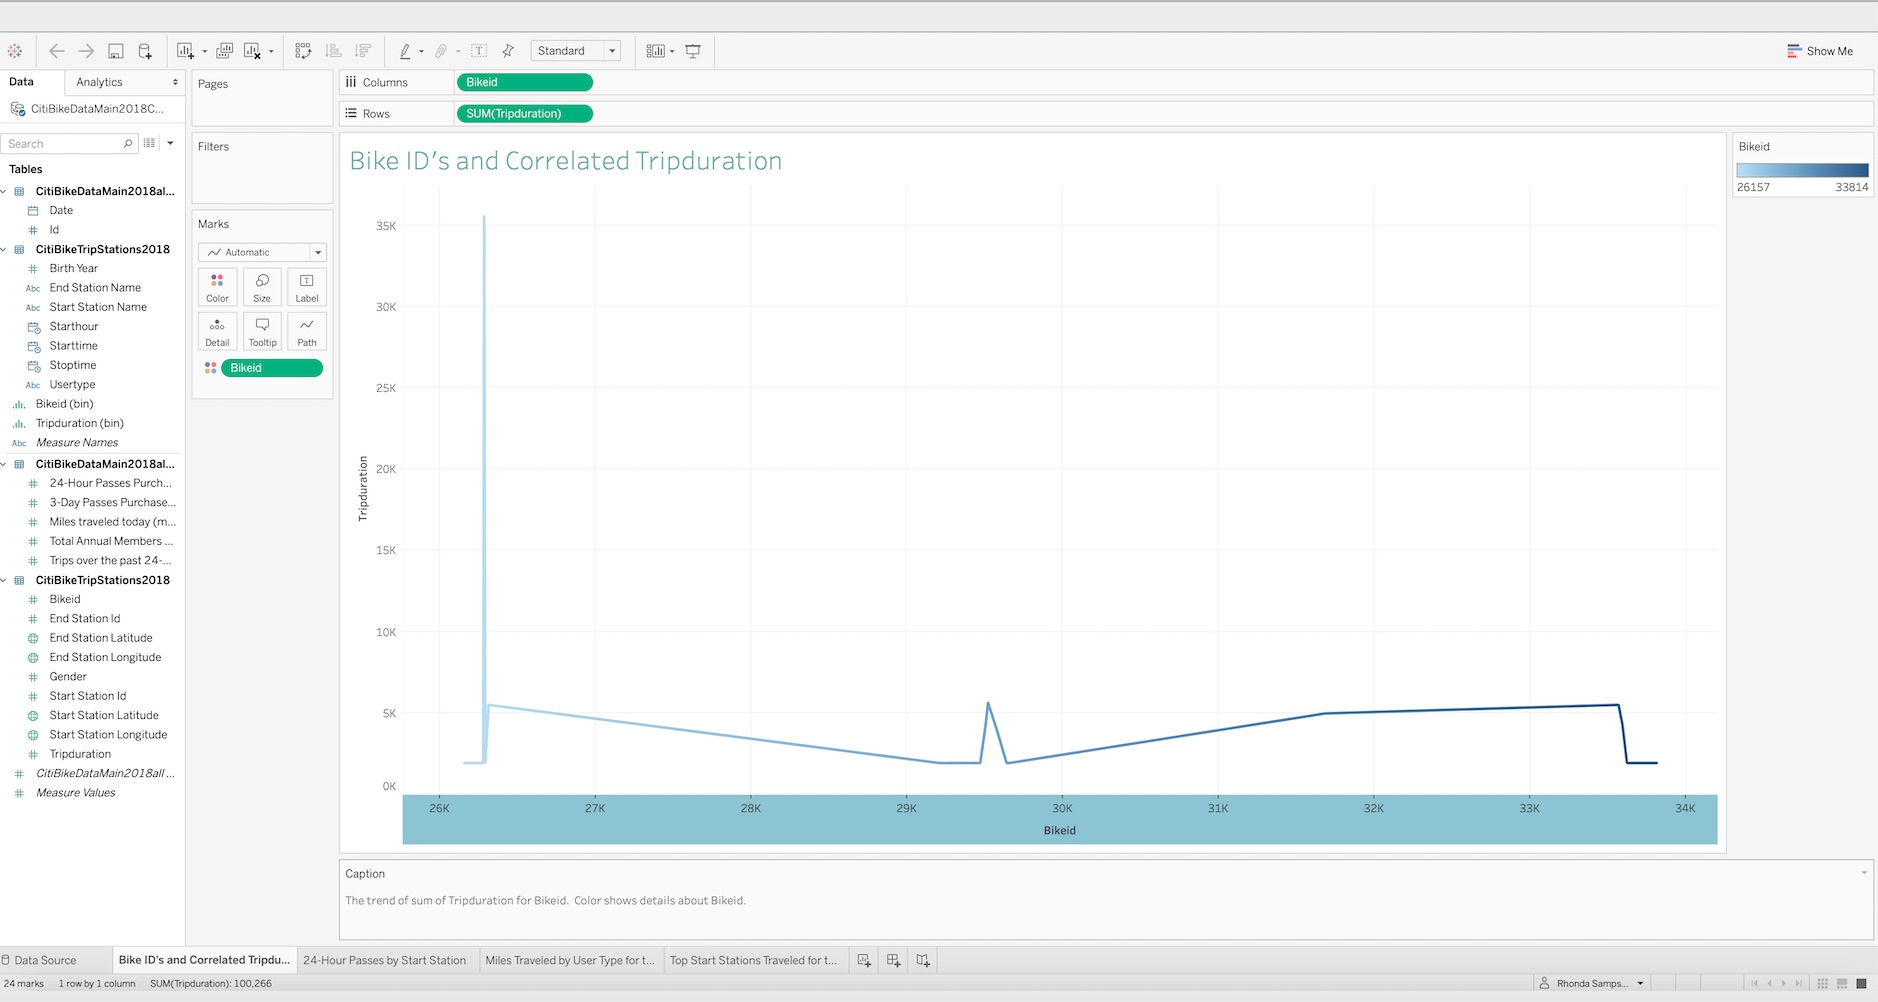 Standard
Show Me
Data
Analytics
CitiBikeDataMain2018C...
Search
Tables
CitiBikeDataMain2018al...
Date
Id
CitiBikeTripStations2018
Birth Year
Abc End Station Name
Abc Start Station Name
Starthour
Starttime
Stoptime
Abc Usertype
Bikeid (bin)
Tripduration (bin)
Abc Measure Names
CitiBikeDataMain2018al...
24-Hour Passes Purch...
3-Day Passes Purchase...
Miles traveled today (m...
Total Annual Members ...
Trips over the past 24-...
CitiBikeTripStations2018
Bikeid
End Station Id
End Station Latitude
End Station Longitude
Gender
Start Station Id
Start Station Latitude
Start Station Longitude
Tripduration
CitiBikeDataMain2018all ...
Measure Values
Pages
Filters
Marks
Automatic
Color Size Label
Detail Tooltip Path
Bikeid
Columns Bikeid
Rows SUM(Tripduration)
Bike ID's and Correlated Tripduration
Tripduration
35K
30K
25K
20K
15K
10K
5K
0K
26K 27K 28K 29K 30K 31K 32K 33K 34K
Bikeid
Bikeid
26157 33814
Caption
The trend of sum of Tripduration for Bikeid. Color shows details about Bikeid.
Data Source
Bike ID's and Correlated Tripdu...
24-Hour Passes by Start Station
Miles Traveled by User Type for t...
Top Start Stations Traveled for t...
24 marks 1 row by 1 column SUM(Tripduration): 100,266
Rhonda Samps...